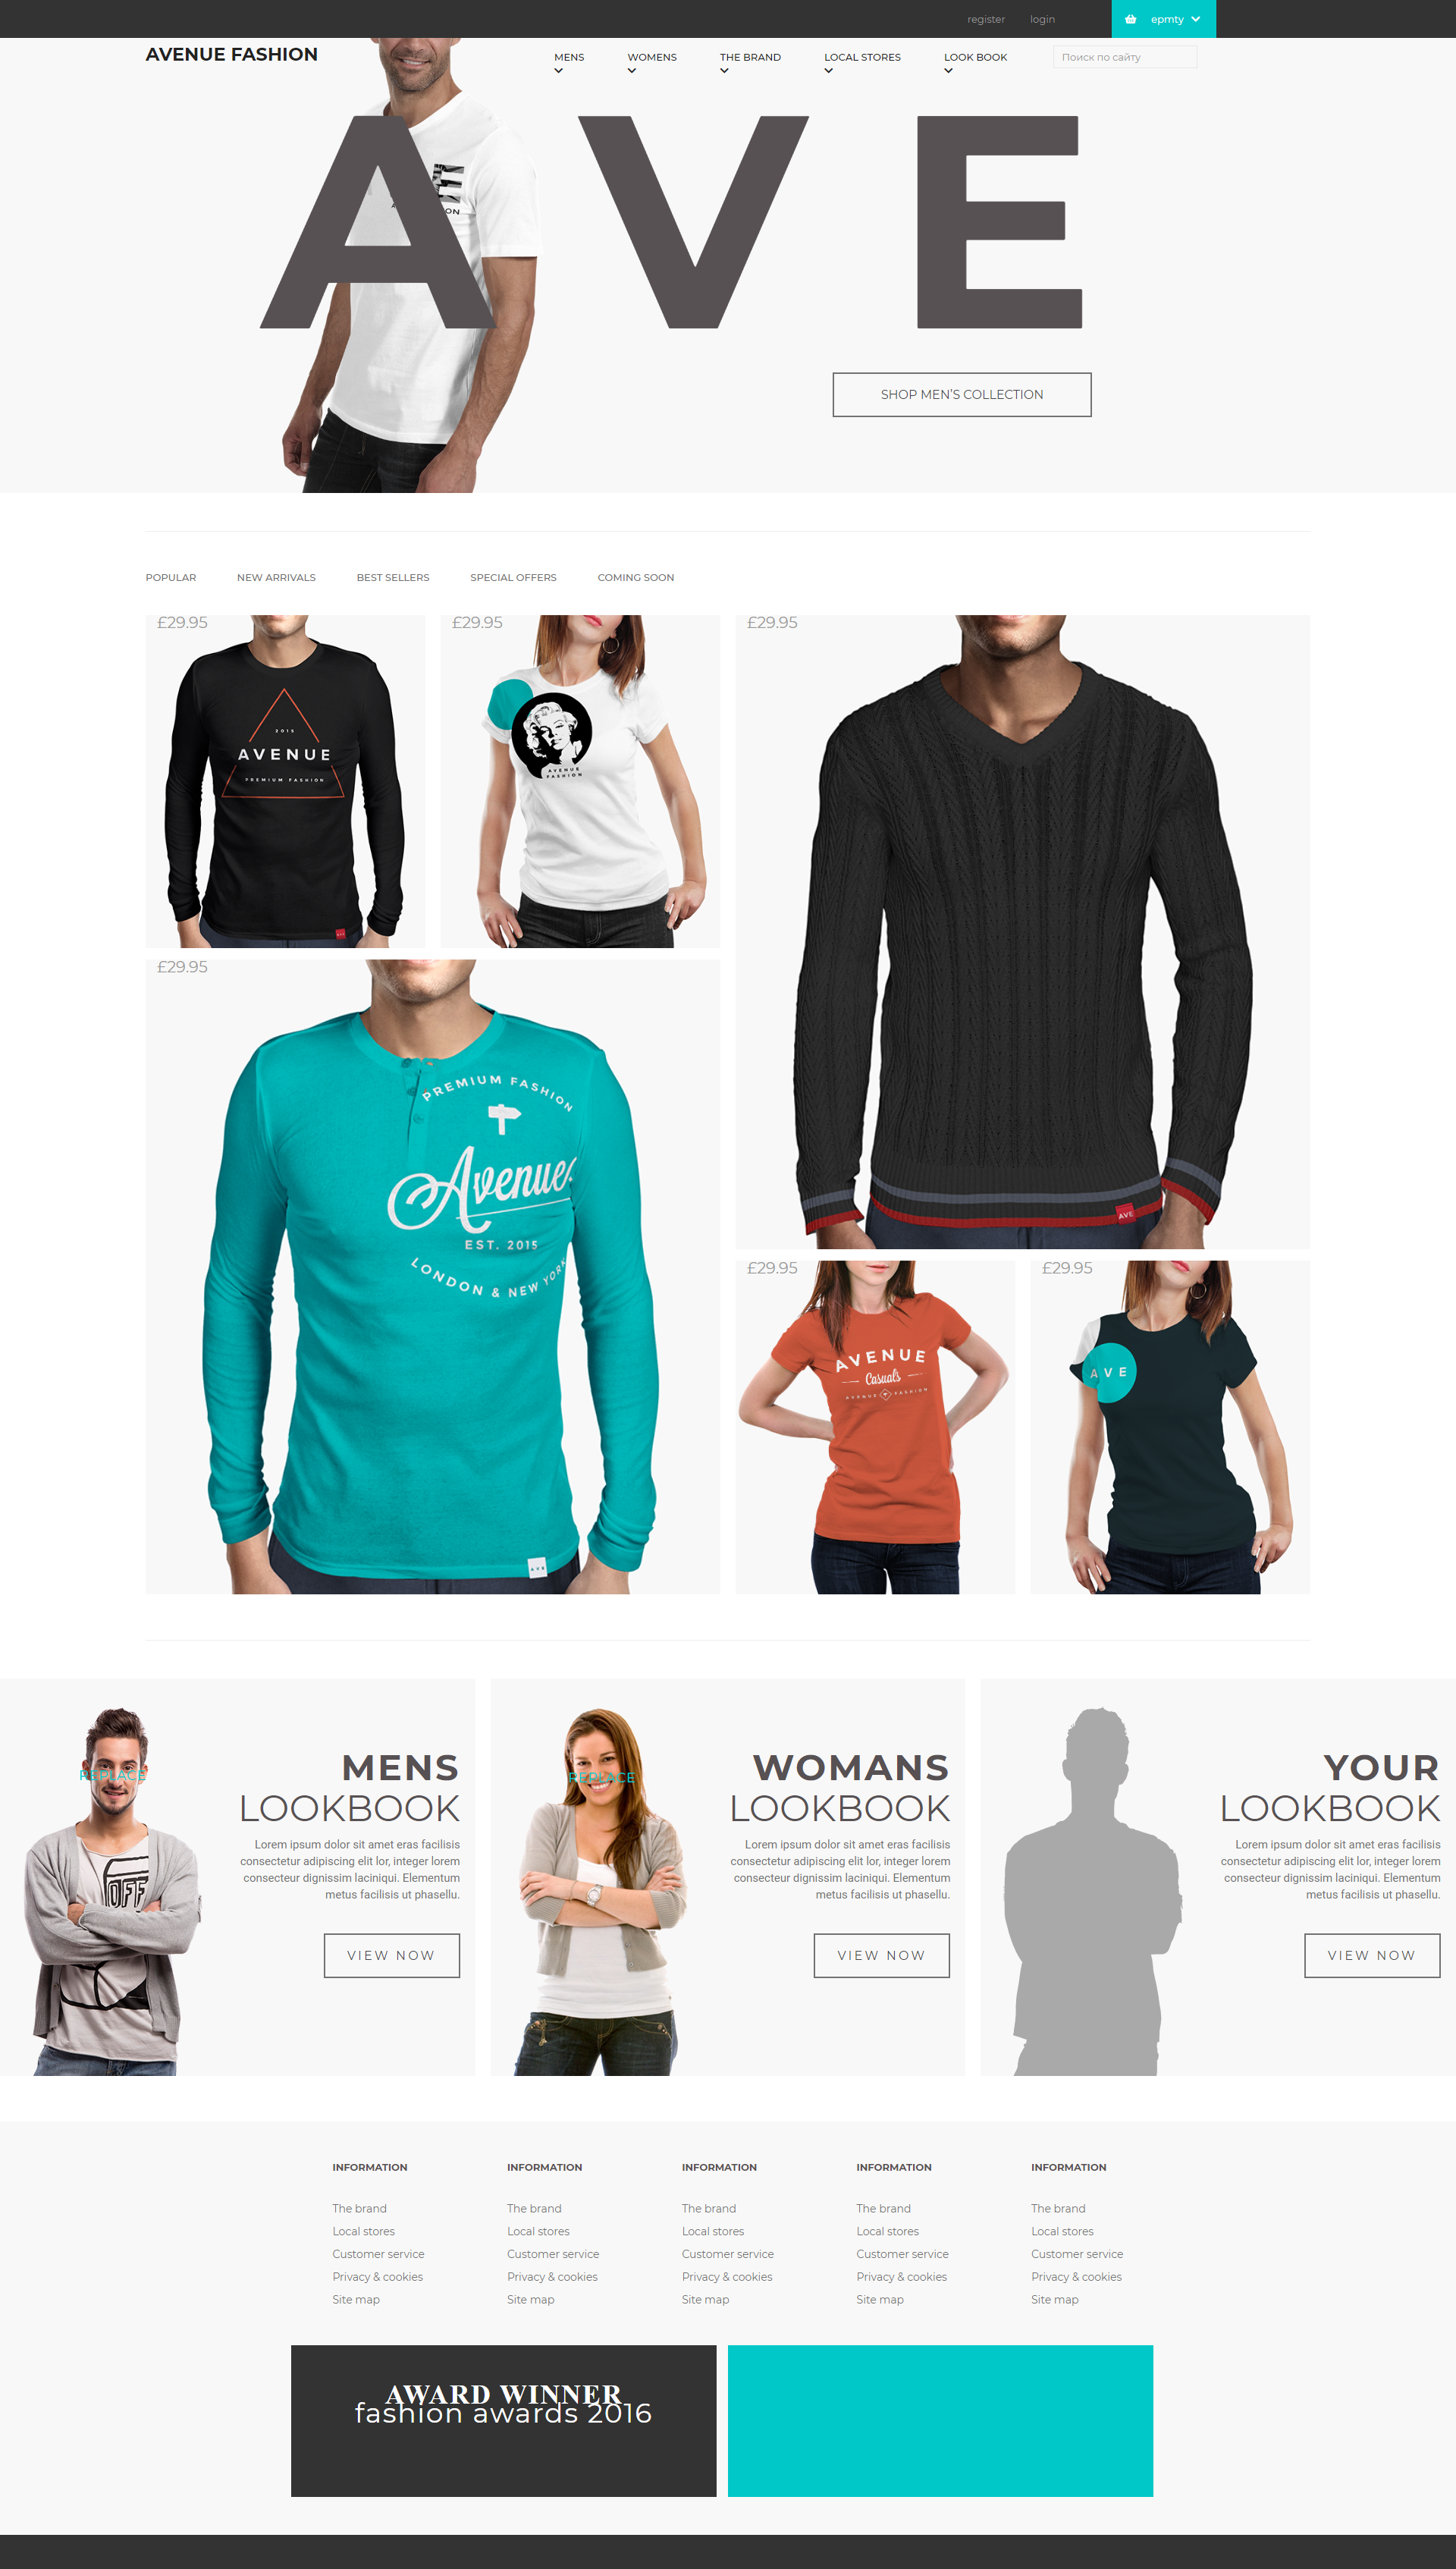 register login epmty
AVENUE FASHION MENS WOMENS THE BRAND LOCAL STORES LOOK BOOK Поиск по сайту
AVE
E
ON
SHOP MEN'S COLLECTION
POPULAR NEW ARRIVALS BEST SELLERS SPECIAL OFFERS COMING SOON
£29.95
2015
AVENUE
PREMIUM FASHION
AVE
£29.95
AVENUE
FASHION
£29.95
AVE
£29.95
PREMIUM FASHION
Avenue
EST. 2015
LONDON & NEW YORK
AVE
£29.95
AVENUE
Casuals
AVENUE FASHION
£29.95
AVE
REPLACE
OFF
MENS
LOOKBOOK
Lorem ipsum dolor sit amet eras facilisis
consectetur adipiscing elit lor, integer lorem
consecteur dignissim laciniqui. Elementum
metus facilisis ut phasellu.
VIEW NOW
REPLACE
WOMANS
LOOKBOOK
Lorem ipsum dolor sit amet eras facilisis
consectetur adipiscing elit lor, integer lorem
consecteur dignissim laciniqui. Elementum
metus facilisis ut phasellu.
VIEW NOW
YOUR
LOOKBOOK
Lorem ipsum dolor sit amet eras facilisis
consectetur adipiscing elit lor, integer lorem
consecteur dignissim laciniqui. Elementum
metus facilisis ut phasellu.
VIEW NOW
INFORMATION
The brand
Local stores
Customer service
Privacy & cookies
Site map
INFORMATION
The brand
Local stores
Customer service
Privacy & cookies
Site map
INFORMATION
The brand
Local stores
Customer service
Privacy & cookies
Site map
INFORMATION
The brand
Local stores
Customer service
Privacy & cookies
Site map
INFORMATION
The brand
Local stores
Customer service
Privacy & cookies
Site map
AWARD WINNER
fashion awards 2016